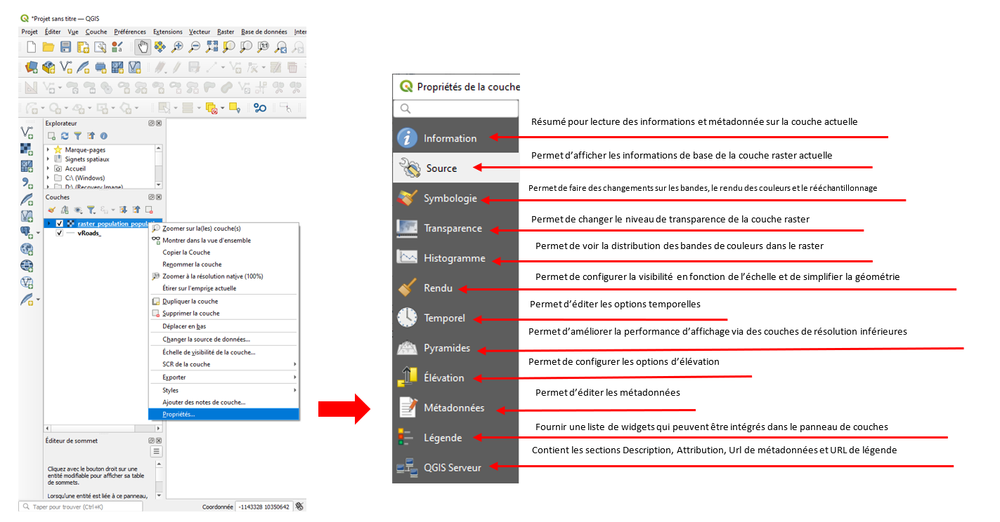 *Projet sans titre — QGIS
Projet Éditer Vue Couche Préférences Extensions Vecteur Raster Base de données Inter
Explorateur
Marque-pages
Signets spatiaux
Accueil
C:\ (Windows)
D:\ (Recovery Image)
Couches
raster_population_populati
vRoads_
Zoomer sur la(les) couche(s)
Montrer dans la vue d'ensemble
Copier la Couche
Renommer la couche
Zoomer à la résolution native (100%)
Étirer sur l'emprise actuelle
Dupliquer la couche
Supprimer la couche
Déplacer en bas
Changer la source de données...
Échelle de visibilité de la couche...
SCR de la couche
Exporter
Styles
Ajouter des notes de couche...
Propriétés...
Éditeur de sommet
Cliquez avec le bouton droit sur une
entité modifiable pour afficher sa table
de sommets.
Lorsqu'une entité est liée à ce panneau,
Taper pour trouver (Ctrl+K)
Coordonnée -1143328 10350642
Propriétés de la couche
Information
Résumé pour lecture des informations et métadonnée sur la couche actuelle
Source
Permet d'afficher les informations de base de la couche raster actuelle
Symbologie
Permet de faire des changements sur les bandes, le rendu des couleurs et le rééchantillonnage
Transparence
Permet de changer le niveau de transparence de la couche raster
Histogramme
Permet de voir la distribution des bandes de couleurs dans le raster
Rendu
Permet de configurer la visibilité en fonction de l'échelle et de simplifier la géométrie
Temporel
Permet d'éditer les options temporelles
Pyramides
Permet d'améliorer la performance d'affichage via des couches de résolution inférieures
Élévation
Permet de configurer les options d'élévation
Métadonnées
Permet d'éditer les métadonnées
Légende
Fournir une liste de widgets qui peuvent être intégrés dans le panneau de couches
QGIS Serveur
Contient les sections Description, Attribution, Url de métadonnées et URL de légende